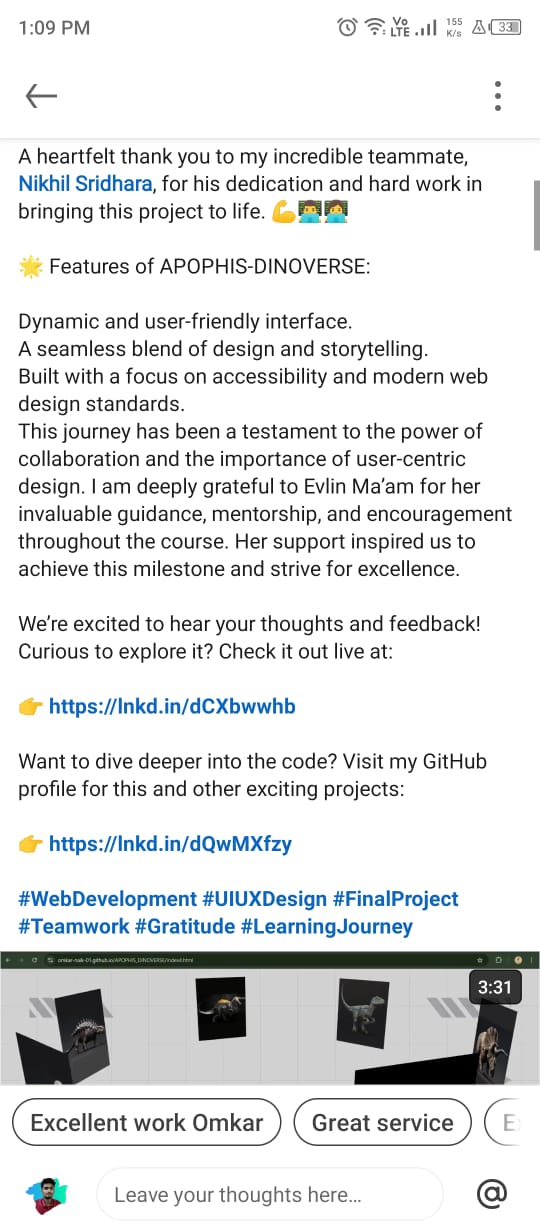 1:09 PM
Vo LTE
155 K/s
33
A heartfelt thank you to my incredible teammate,
Nikhil Sridhara, for his dedication and hard work in
bringing this project to life. 💪👨‍💻👩‍💻
🌟 Features of APOPHIS-DINOVERSE:
Dynamic and user-friendly interface.
A seamless blend of design and storytelling.
Built with a focus on accessibility and modern web
design standards.
This journey has been a testament to the power of
collaboration and the importance of user-centric
design. I am deeply grateful to Evlin Ma’am for her
invaluable guidance, mentorship, and encouragement
throughout the course. Her support inspired us to
achieve this milestone and strive for excellence.
We’re excited to hear your thoughts and feedback!
Curious to explore it? Check it out live at:
👉 https://lnkd.in/dCXbwwhb
Want to dive deeper into the code? Visit my GitHub
profile for this and other exciting projects:
👉 https://lnkd.in/dQwMXfzy
#WebDevelopment #UIUXDesign #FinalProject
#Teamwork #Gratitude #LearningJourney
omkar-naik-01.github.io/APOPHIS_DINOVERSE/index.html
3:31
Excellent work Omkar
Great service
Leave your thoughts here…
@